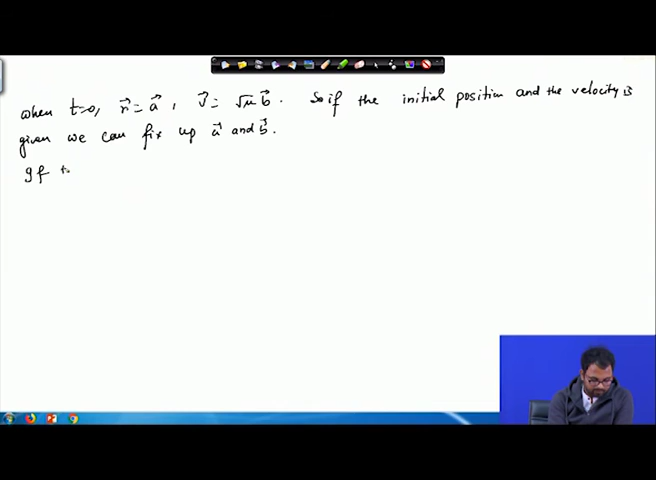 when t=0, r⃗ = a⃗ , v⃗ = √μ b⃗ . So if the initial position and the velocity is
given we can fix up a⃗ and b⃗.
If t